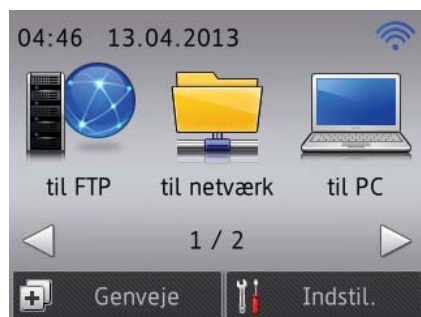 04:46 13.04.2013
til FTP til netværk til PC
1 / 2
Genveje Indstil.